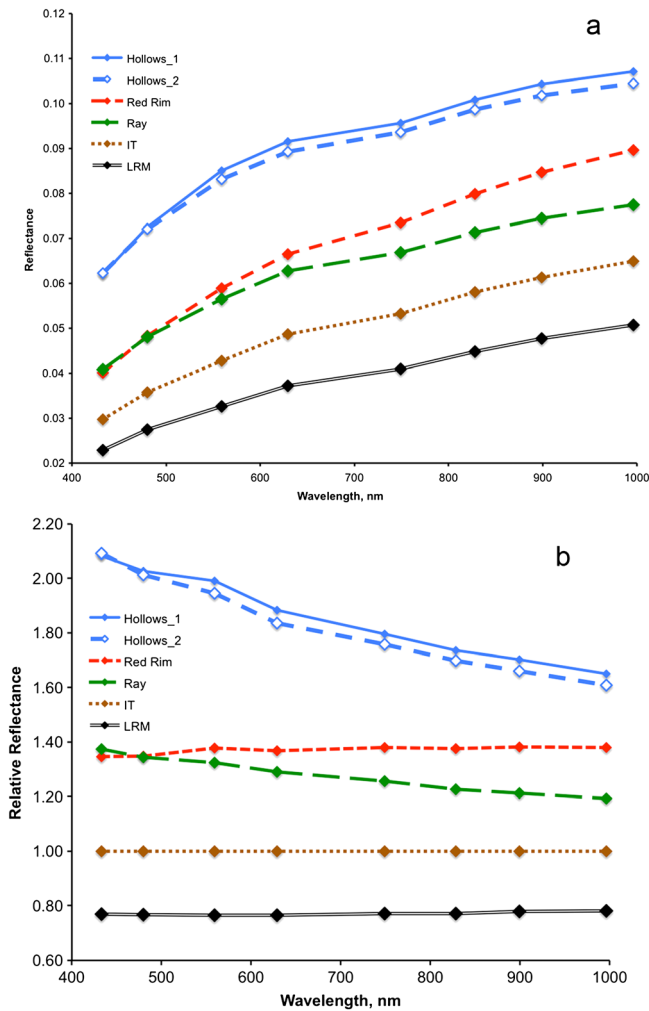 a
0.12
0.11
0.10
0.09
0.08
0.07
0.06
0.05
0.04
0.03
0.02
Reflectance
Hollows_1
Hollows_2
Red Rim
Ray
IT
LRM
400 500 600 700 800 900 1000
Wavelength, nm
b
2.20
2.00
1.80
1.60
1.40
1.20
1.00
0.80
0.60
Relative Reflectance
Hollows_1
Hollows_2
Red Rim
Ray
IT
LRM
400 500 600 700 800 900 1000
Wavelength, nm